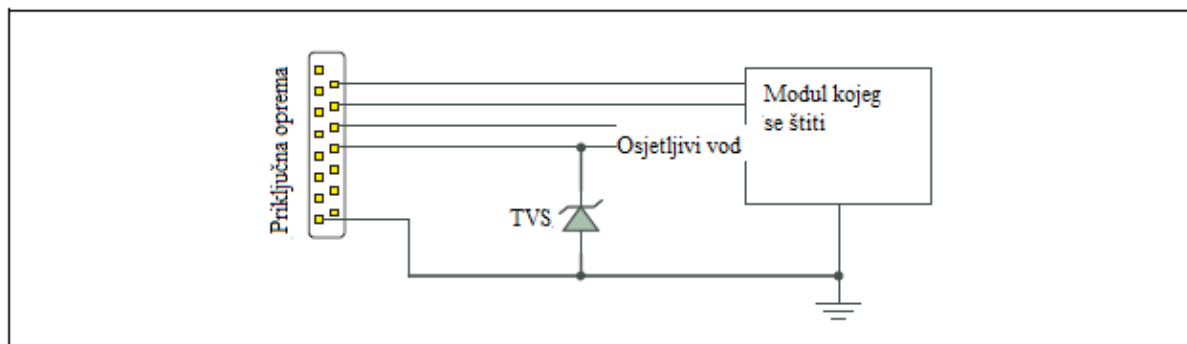 Priključna oprema
Modul kojeg
se štiti
Osjetljivi vod
TVS